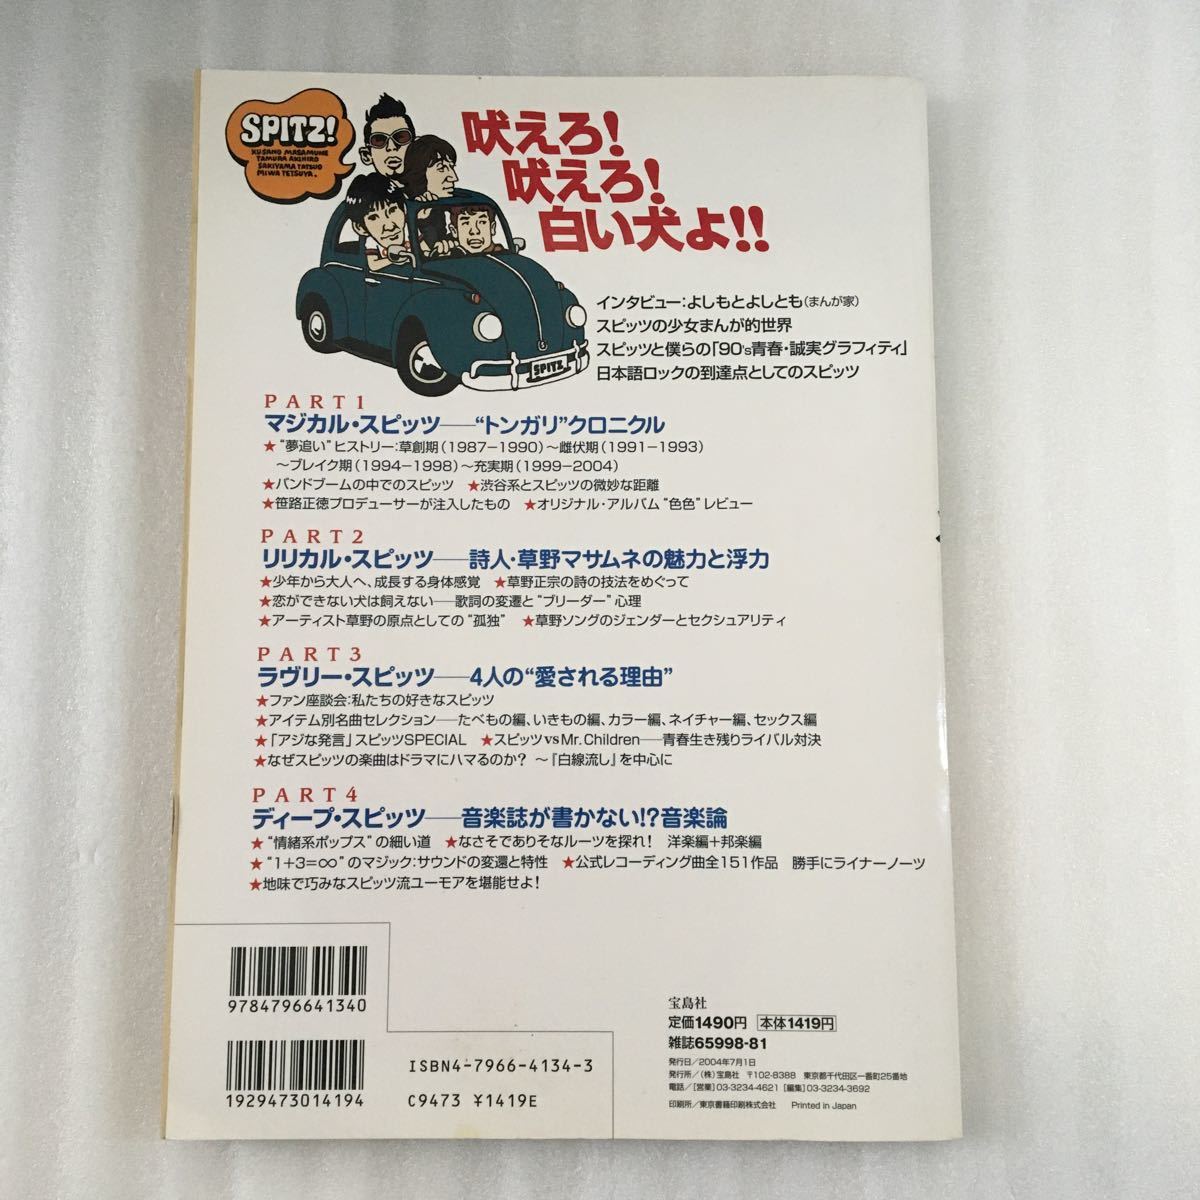 SPITZ!
KUSANO MASAMUNE
TAMURA AKIHIRO
SAKIYAMA TATSUO
MIWA TETSUYA.
吠えろ!
吠えろ!
白い犬よ!!
SPITZ
インタビュー:よしもとよしとも(まんが家)
スピッツの少女まんが的世界
スピッツと僕らの「90's青春・誠実グラフィティ」
日本語ロックの到達点としてのスピッツ
PART1
マジカル・スピッツ——“トンガリ”クロニクル
★“夢追い”ヒストリー:草創期(1987-1990)〜雌伏期(1991-1993)
〜ブレイク期(1994-1998)〜充実期(1999-2004)
★バンドブームの中でのスピッツ ★渋谷系とスピッツの微妙な距離
★笹路正徳プロデューサーが注入したもの ★オリジナル・アルバム“色色”レビュー
PART2
リリカル・スピッツ——詩人・草野マサムネの魅力と浮力
★少年から大人へ、成長する身体感覚 ★草野正宗の詩の技法をめぐって
★恋ができない犬は飼えない——歌詞の変遷と“ブリーダー”心理
★アーティスト草野の原点としての“孤独” ★草野ソングのジェンダーとセクシュアリティ
PART3
ラヴリー・スピッツ——4人の“愛される理由”
★ファン座談会:私たちの好きなスピッツ
★アイテム別名曲セレクション——たべもの編、いきもの編、カラー編、ネイチャー編、セックス編
★「アジな発言」スピッツSPECIAL ★スピッツvsMr.Children——青春生き残りライバル対決
★なぜスピッツの楽曲はドラマにハマるのか? 〜『白線流し』を中心に
PART4
ディープ・スピッツ——音楽誌が書かない!?音楽論
★“情緒系ポップス”の細い道 ★なさそでありそなルーツを探れ! 洋楽編+邦楽編
★“1+3=∞”のマジック:サウンドの変遷と特性 ★公式レコーディング曲全151作品 勝手にライナーノーツ
★地味で巧みなスピッツ流ユーモアを堪能せよ!
9784796641340
1929473014194
ISBN4-7966-4134-3
C9473 ¥1419E
宝島社
定価1490円 本体1419円
雑誌65998-81
発行日/2004年7月1日
発行所/(株)宝島社 〒102-8388 東京都千代田区一番町25番地
電話/[営業]03-3234-4621 [編集]03-3234-3692
印刷所/東京書籍印刷株式会社 Printed in Japan